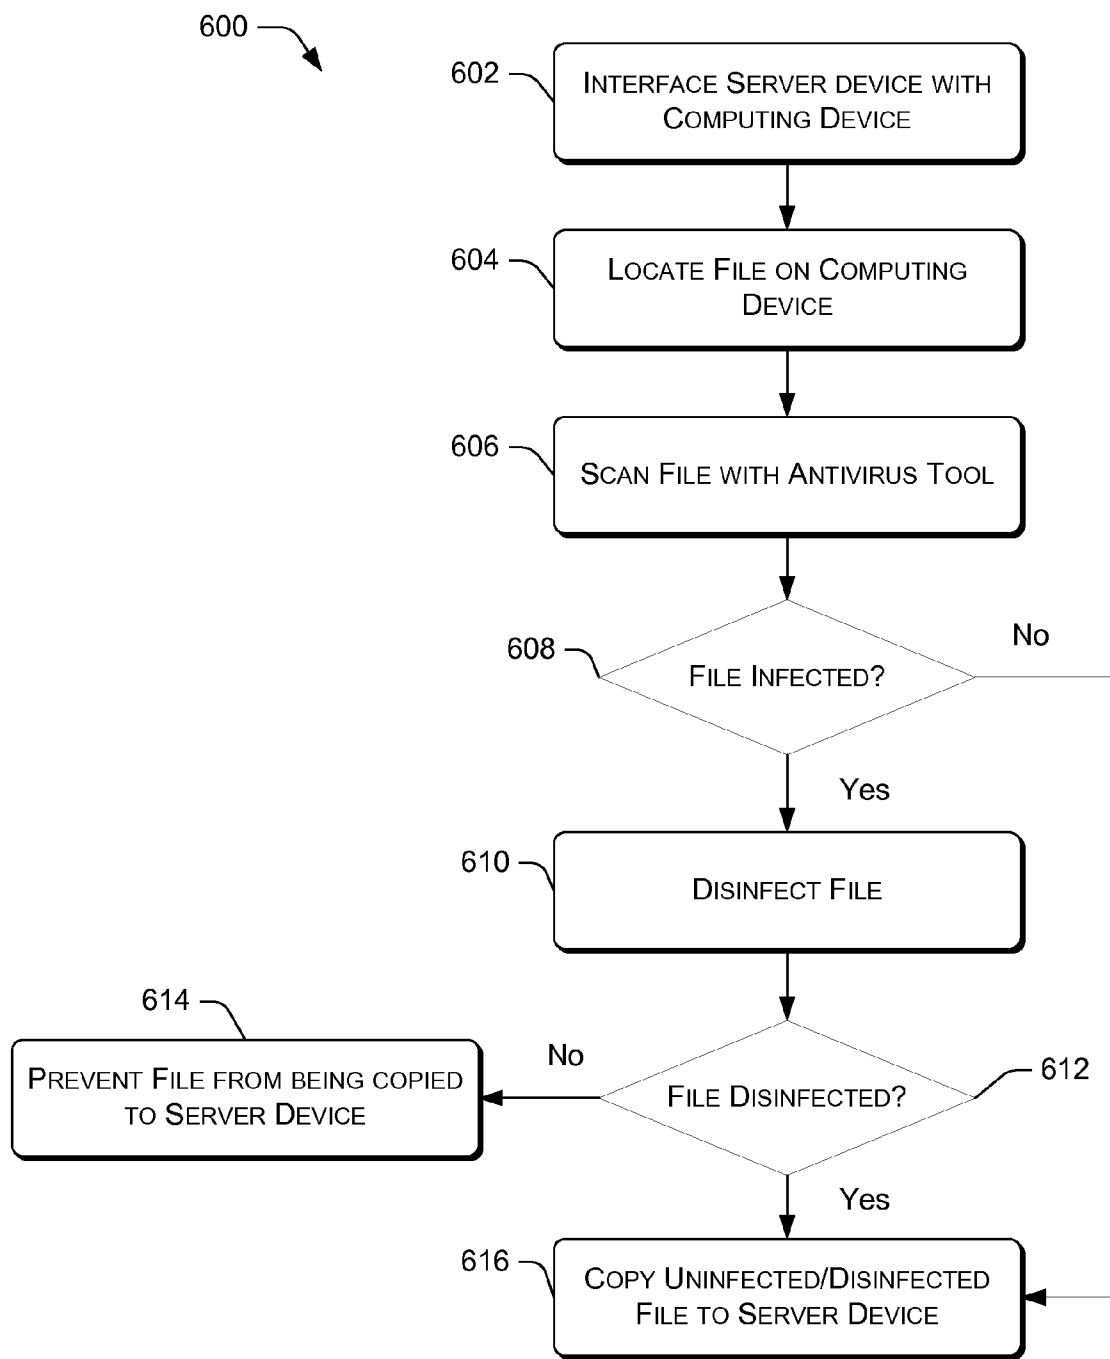 600
602
INTERFACE SERVER DEVICE WITH
COMPUTING DEVICE
604
LOCATE FILE ON COMPUTING
DEVICE
606
SCAN FILE WITH ANTIVIRUS TOOL
608
FILE INFECTED?
No
Yes
610
DISINFECT FILE
614
PREVENT FILE FROM BEING COPIED
TO SERVER DEVICE
No
FILE DISINFECTED?
612
Yes
616
COPY UNINFECTED/DISINFECTED
FILE TO SERVER DEVICE